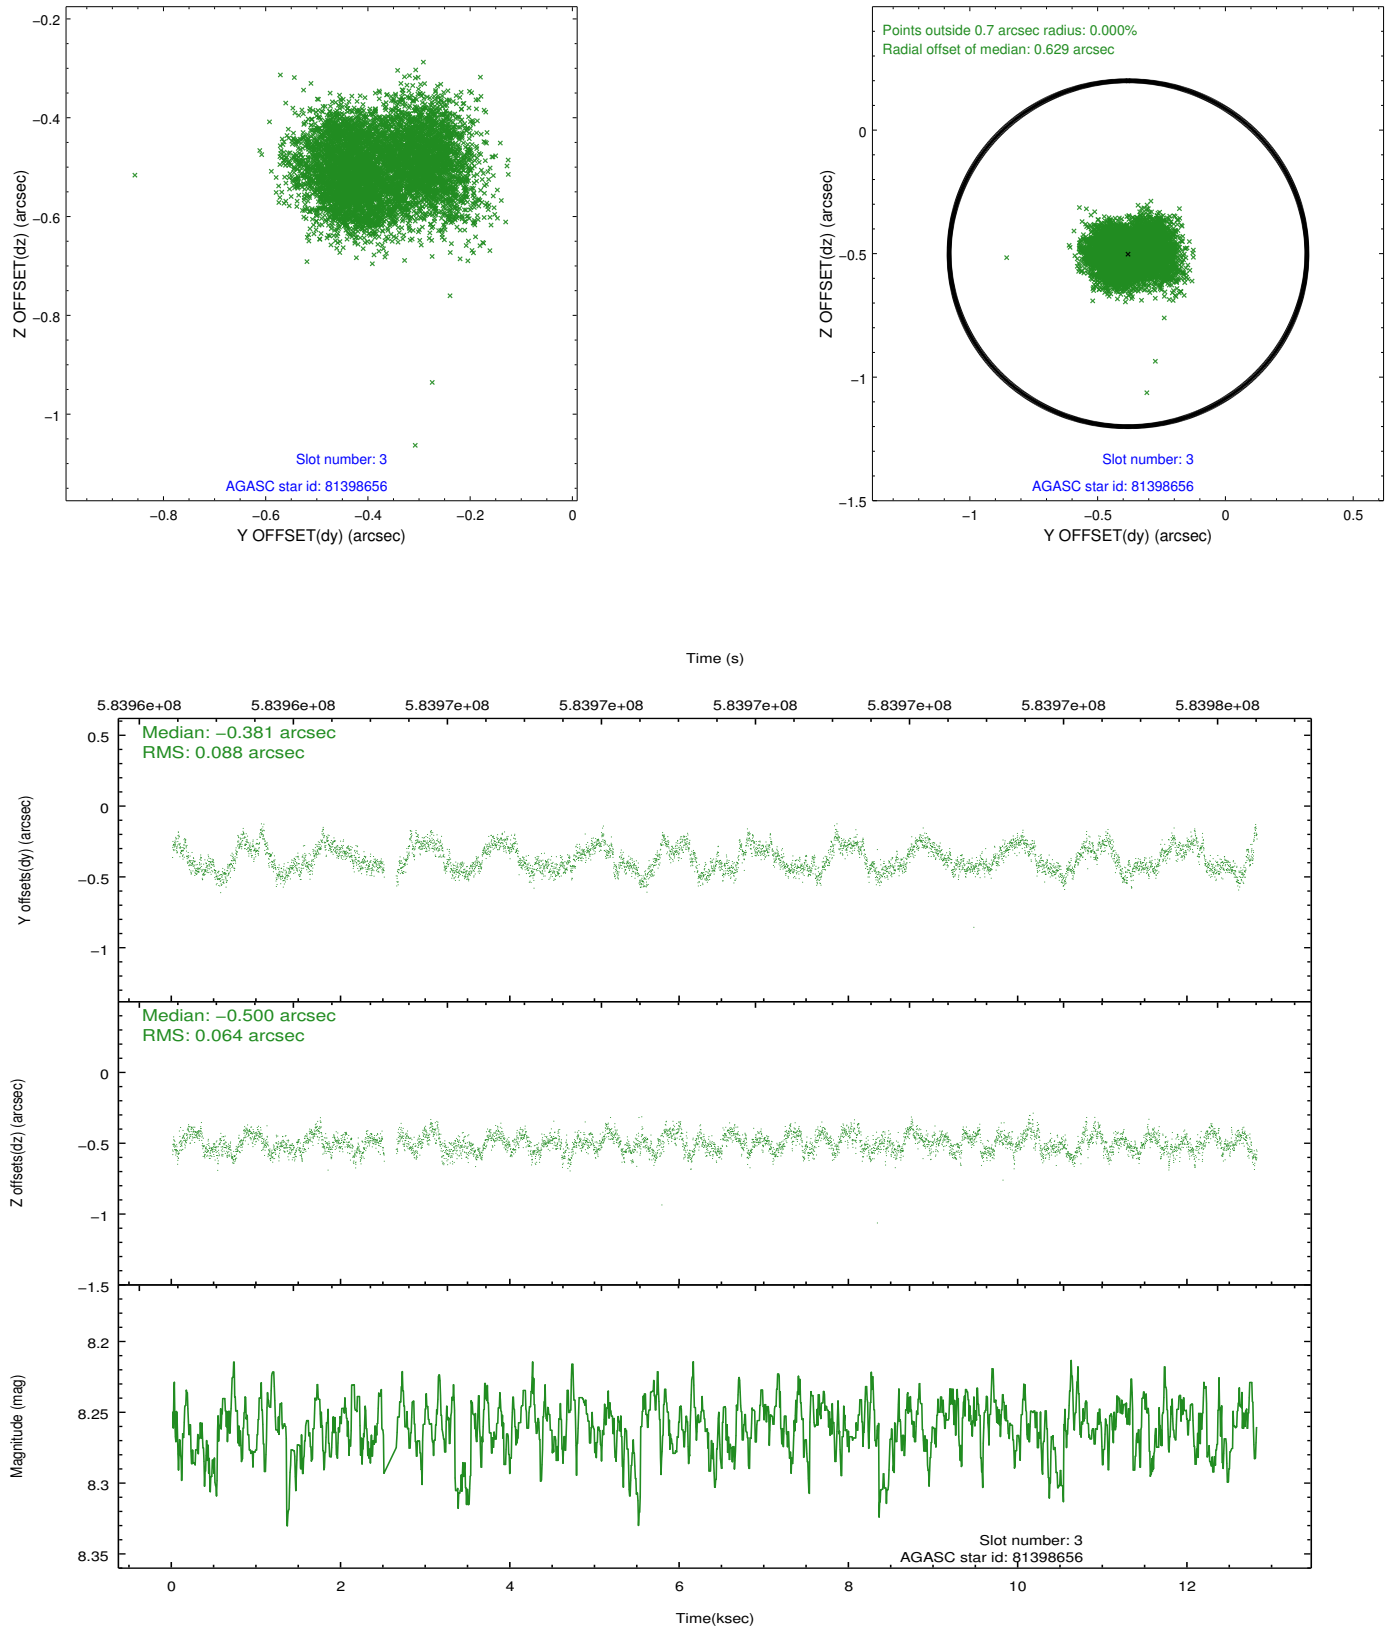 −0.2
−0.4
−0.6
−0.8
−1
Z OFFSET(dz) (arcsec)
Slot number: 3
AGASC star id: 81398656
−0.8
−0.6
−0.4
−0.2
0
Y OFFSET(dy) (arcsec)
Points outside 0.7 arcsec radius: 0.000%
Radial offset of median: 0.629 arcsec
0
−0.5
−1
−1.5
Z OFFSET(dz) (arcsec)
Slot number: 3
AGASC star id: 81398656
−1
−0.5
0
0.5
Y OFFSET(dy) (arcsec)
Time (s)
5.8396e+08
5.8396e+08
5.8397e+08
5.8397e+08
5.8397e+08
5.8397e+08
5.8397e+08
5.8398e+08
Median: −0.381 arcsec
RMS: 0.088 arcsec
0.5
0
−0.5
−1
Y offsets(dy) (arcsec)
Median: −0.500 arcsec
RMS: 0.064 arcsec
0
−0.5
−1
−1.5
Z offsets(dz) (arcsec)
8.2
8.25
8.3
8.35
Magnitude (mag)
Slot number: 3
AGASC star id: 81398656
0
2
4
6
8
10
12
Time(ksec)